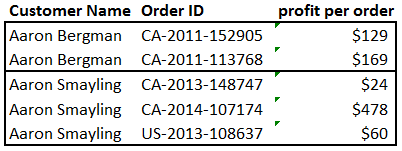 Customer Name Order ID profit per order
Aaron Bergman CA-2011-152905 $129
Aaron Bergman CA-2011-113768 $169
Aaron Smayling CA-2013-148747 $24
Aaron Smayling CA-2014-107174 $478
Aaron Smayling US-2013-108637 $60